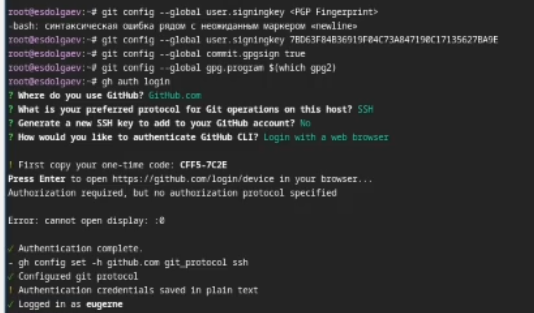 root@esdolgaev:~# git config --global user.signingkey <PGP Fingerprint>
-bash: синтаксическая ошибка рядом с неожиданным маркером «newline»
root@esdolgaev:~# git config --global user.signingkey 7BD63F84B36919F04C73A847190C17135627BA9E
root@esdolgaev:~# git config --global commit.gpgsign true
root@esdolgaev:~# git config --global gpg.program $(which gpg2)
root@esdolgaev:~# gh auth login
? Where do you use GitHub? GitHub.com
? What is your preferred protocol for Git operations on this host? SSH
? Generate a new SSH key to add to your GitHub account? No
? How would you like to authenticate GitHub CLI? Login with a web browser
! First copy your one-time code: CFF5-7C2E
Press Enter to open https://github.com/login/device in your browser...
Authorization required, but no authorization protocol specified
Error: cannot open display: :0
✓ Authentication complete.
- gh config set -h github.com git_protocol ssh
✓ Configured git protocol
! Authentication credentials saved in plain text
✓ Logged in as eugerne